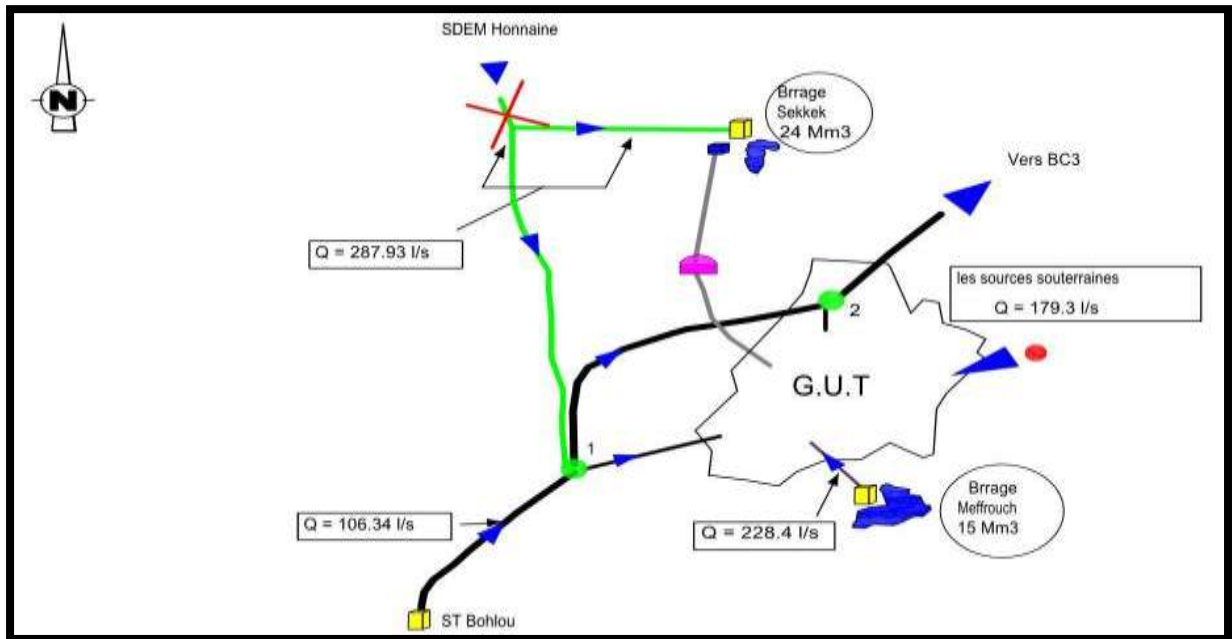 SDEM Honnaine
N
Brrage
Sekkek
24 Mm3
Vers BC3
Q = 287.93 l/s
les sources souterraines
Q = 179.3 l/s
2
G.U.T
1
Q = 106.34 l/s
Q = 228.4 l/s
Brrage
Meffrouch
15 Mm3
ST Bohlou